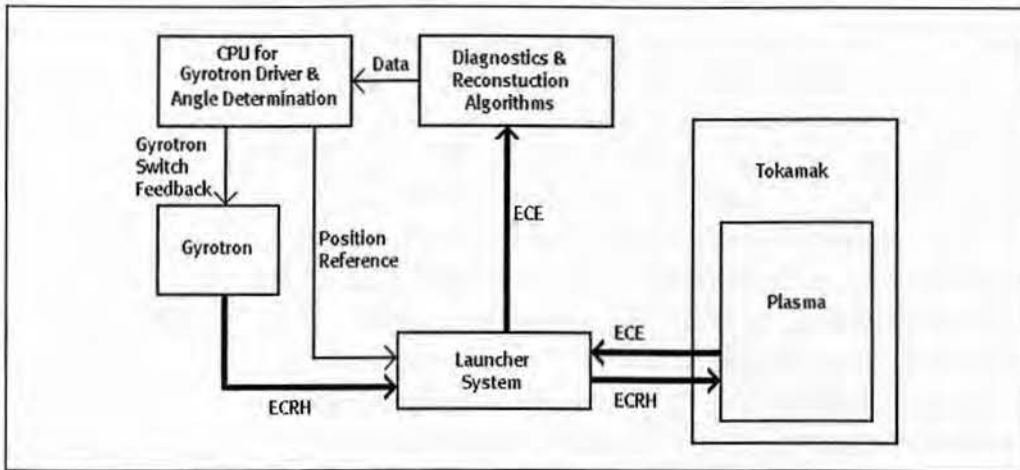 CPU for
Gyrotron Driver &
Angle Determination
Data
Diagnostics &
Reconstuction
Algorithms
Gyrotron
Switch
Feedback
Gyrotron
Position
Reference
ECE
Tokamak
Plasma
Launcher
System
ECE
ECRH
ECRH